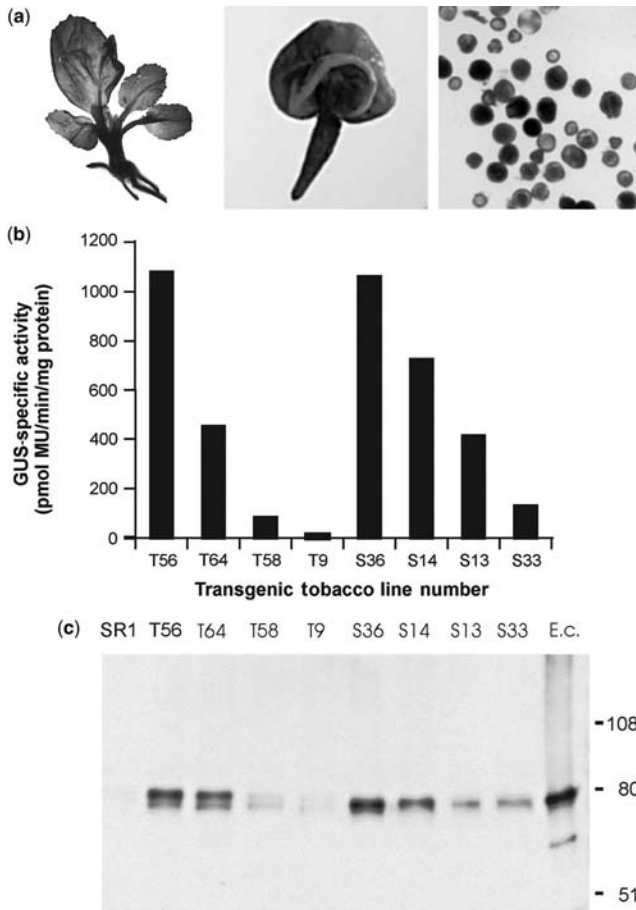 (a)
(b)
GUS-specific activity
(pmol MU/min/mg protein)
1200
1000
800
600
400
200
0
T56 T64 T58 T9 S36 S14 S13 S33
Transgenic tobacco line number
(c) SR1 T56 T64 T58 T9 S36 S14 S13 S33 E.c.
108
80
51